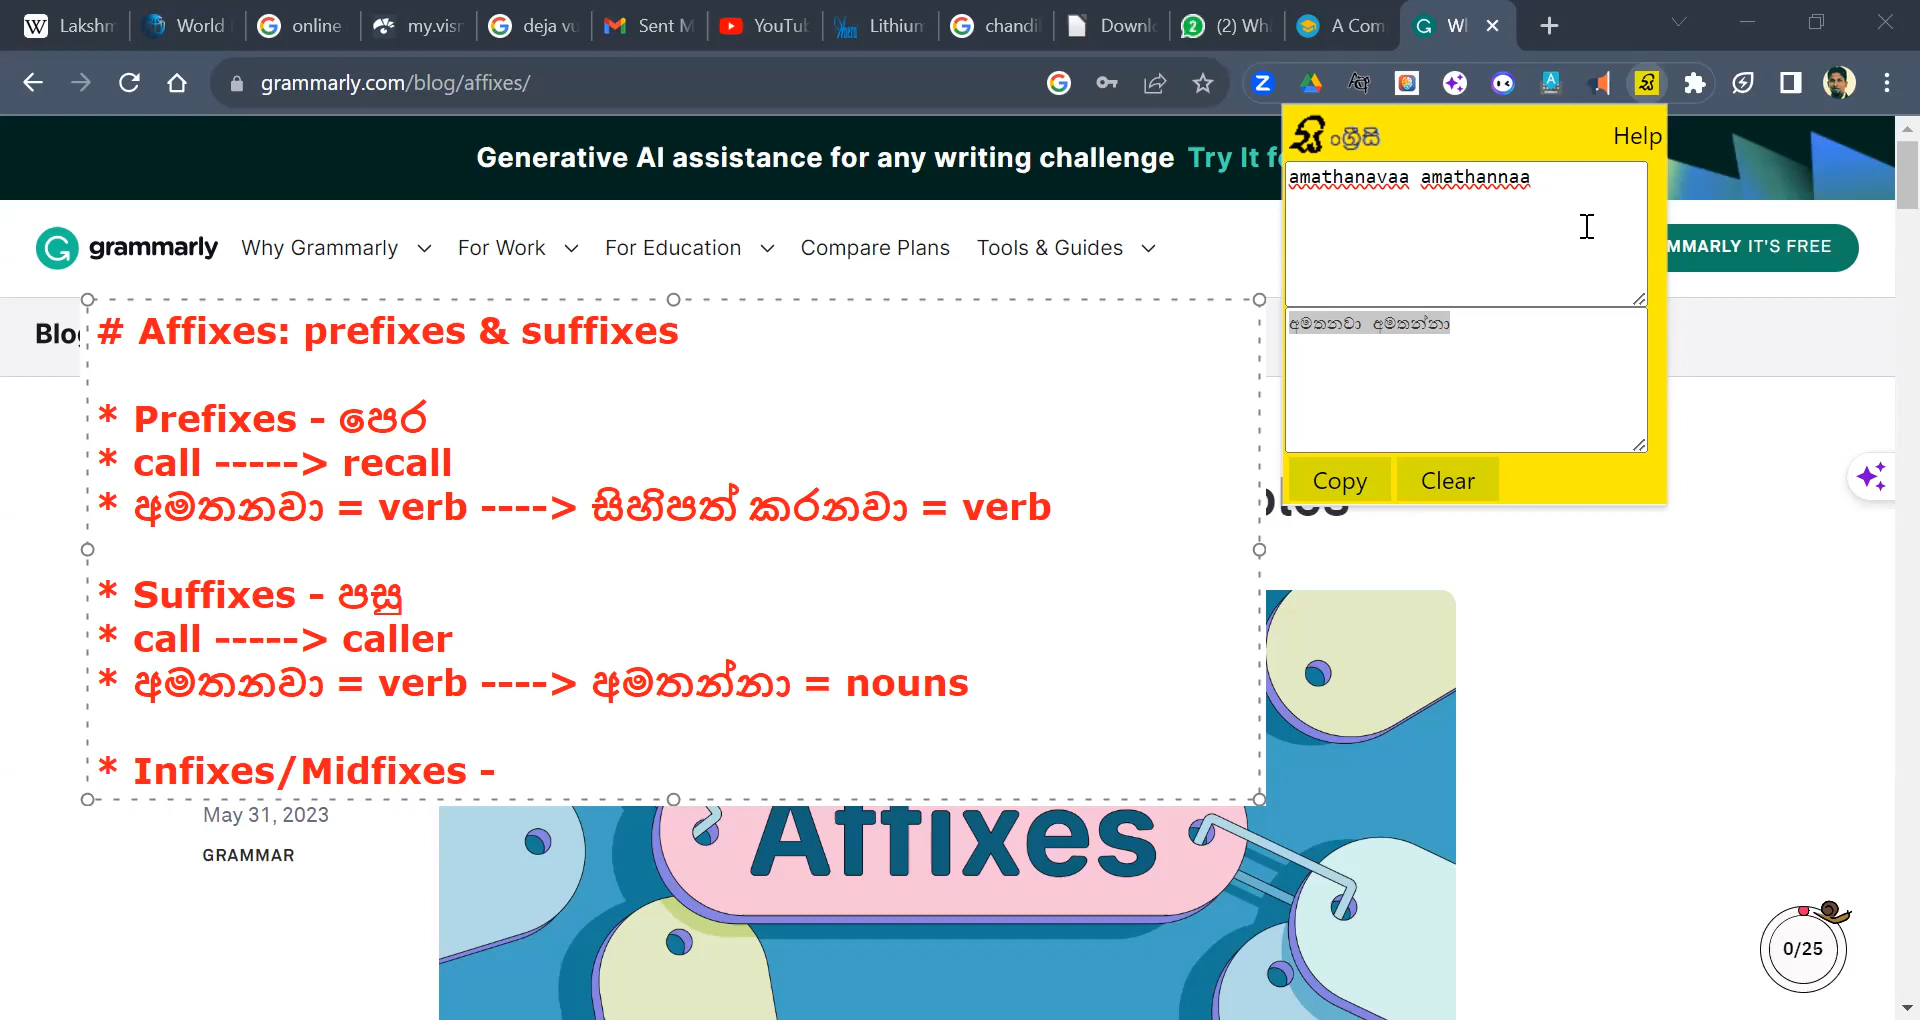 Lakshm World online my.visr deja vu Sent M YouTub Lithium chandi Downl (2) Wh A Com Wl
grammarly.com/blog/affixes/
Generative AI assistance for any writing challenge Try It f
සිංග්‍රීසි Help
amathanavaa amathannaa
grammarly Why Grammarly For Work For Education Compare Plans Tools & Guides MMARLY IT'S FREE
Blog
# Affixes: prefixes & suffixes
අමතනවා අමතන්නා
* Prefixes - පෙර
* call -----> recall
Copy Clear
* අමතනවා = verb ----> සිහිපත් කරනවා = verb
* Suffixes - පසු
* call -----> caller
* අමතනවා = verb ----> අමතන්නා = nouns
* Infixes/Midfixes -
May 31, 2023
GRAMMAR
Affixes
0/25